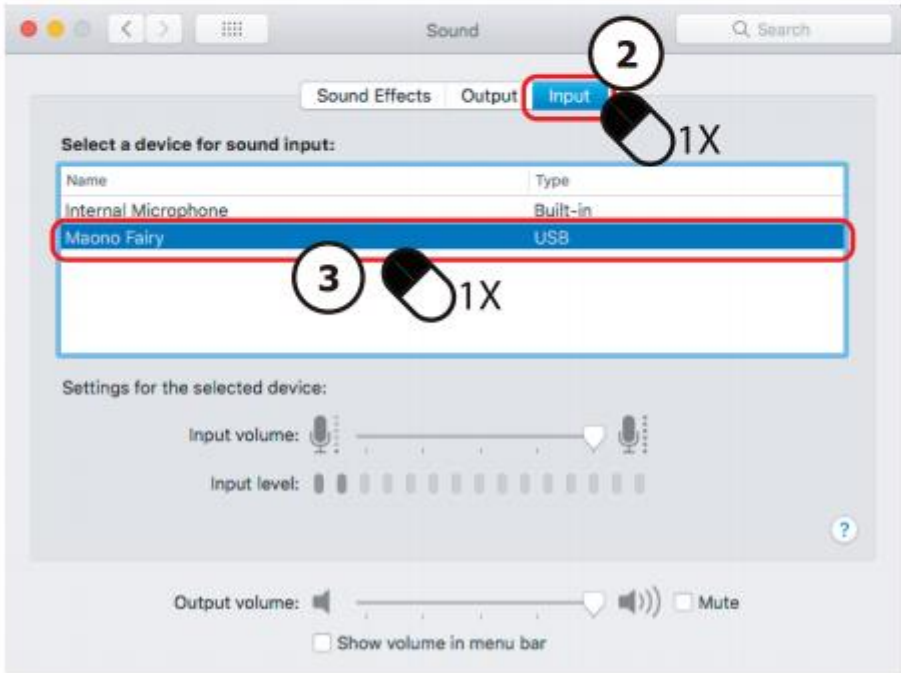 Sound
Search
2
Sound Effects Output Input
1X
Select a device for sound input:
Name Type
Internal Microphone Built-in
Maono Fairy USB
3
1X
Settings for the selected device:
Input volume:
Input level:
?
Output volume: Mute
Show volume in menu bar